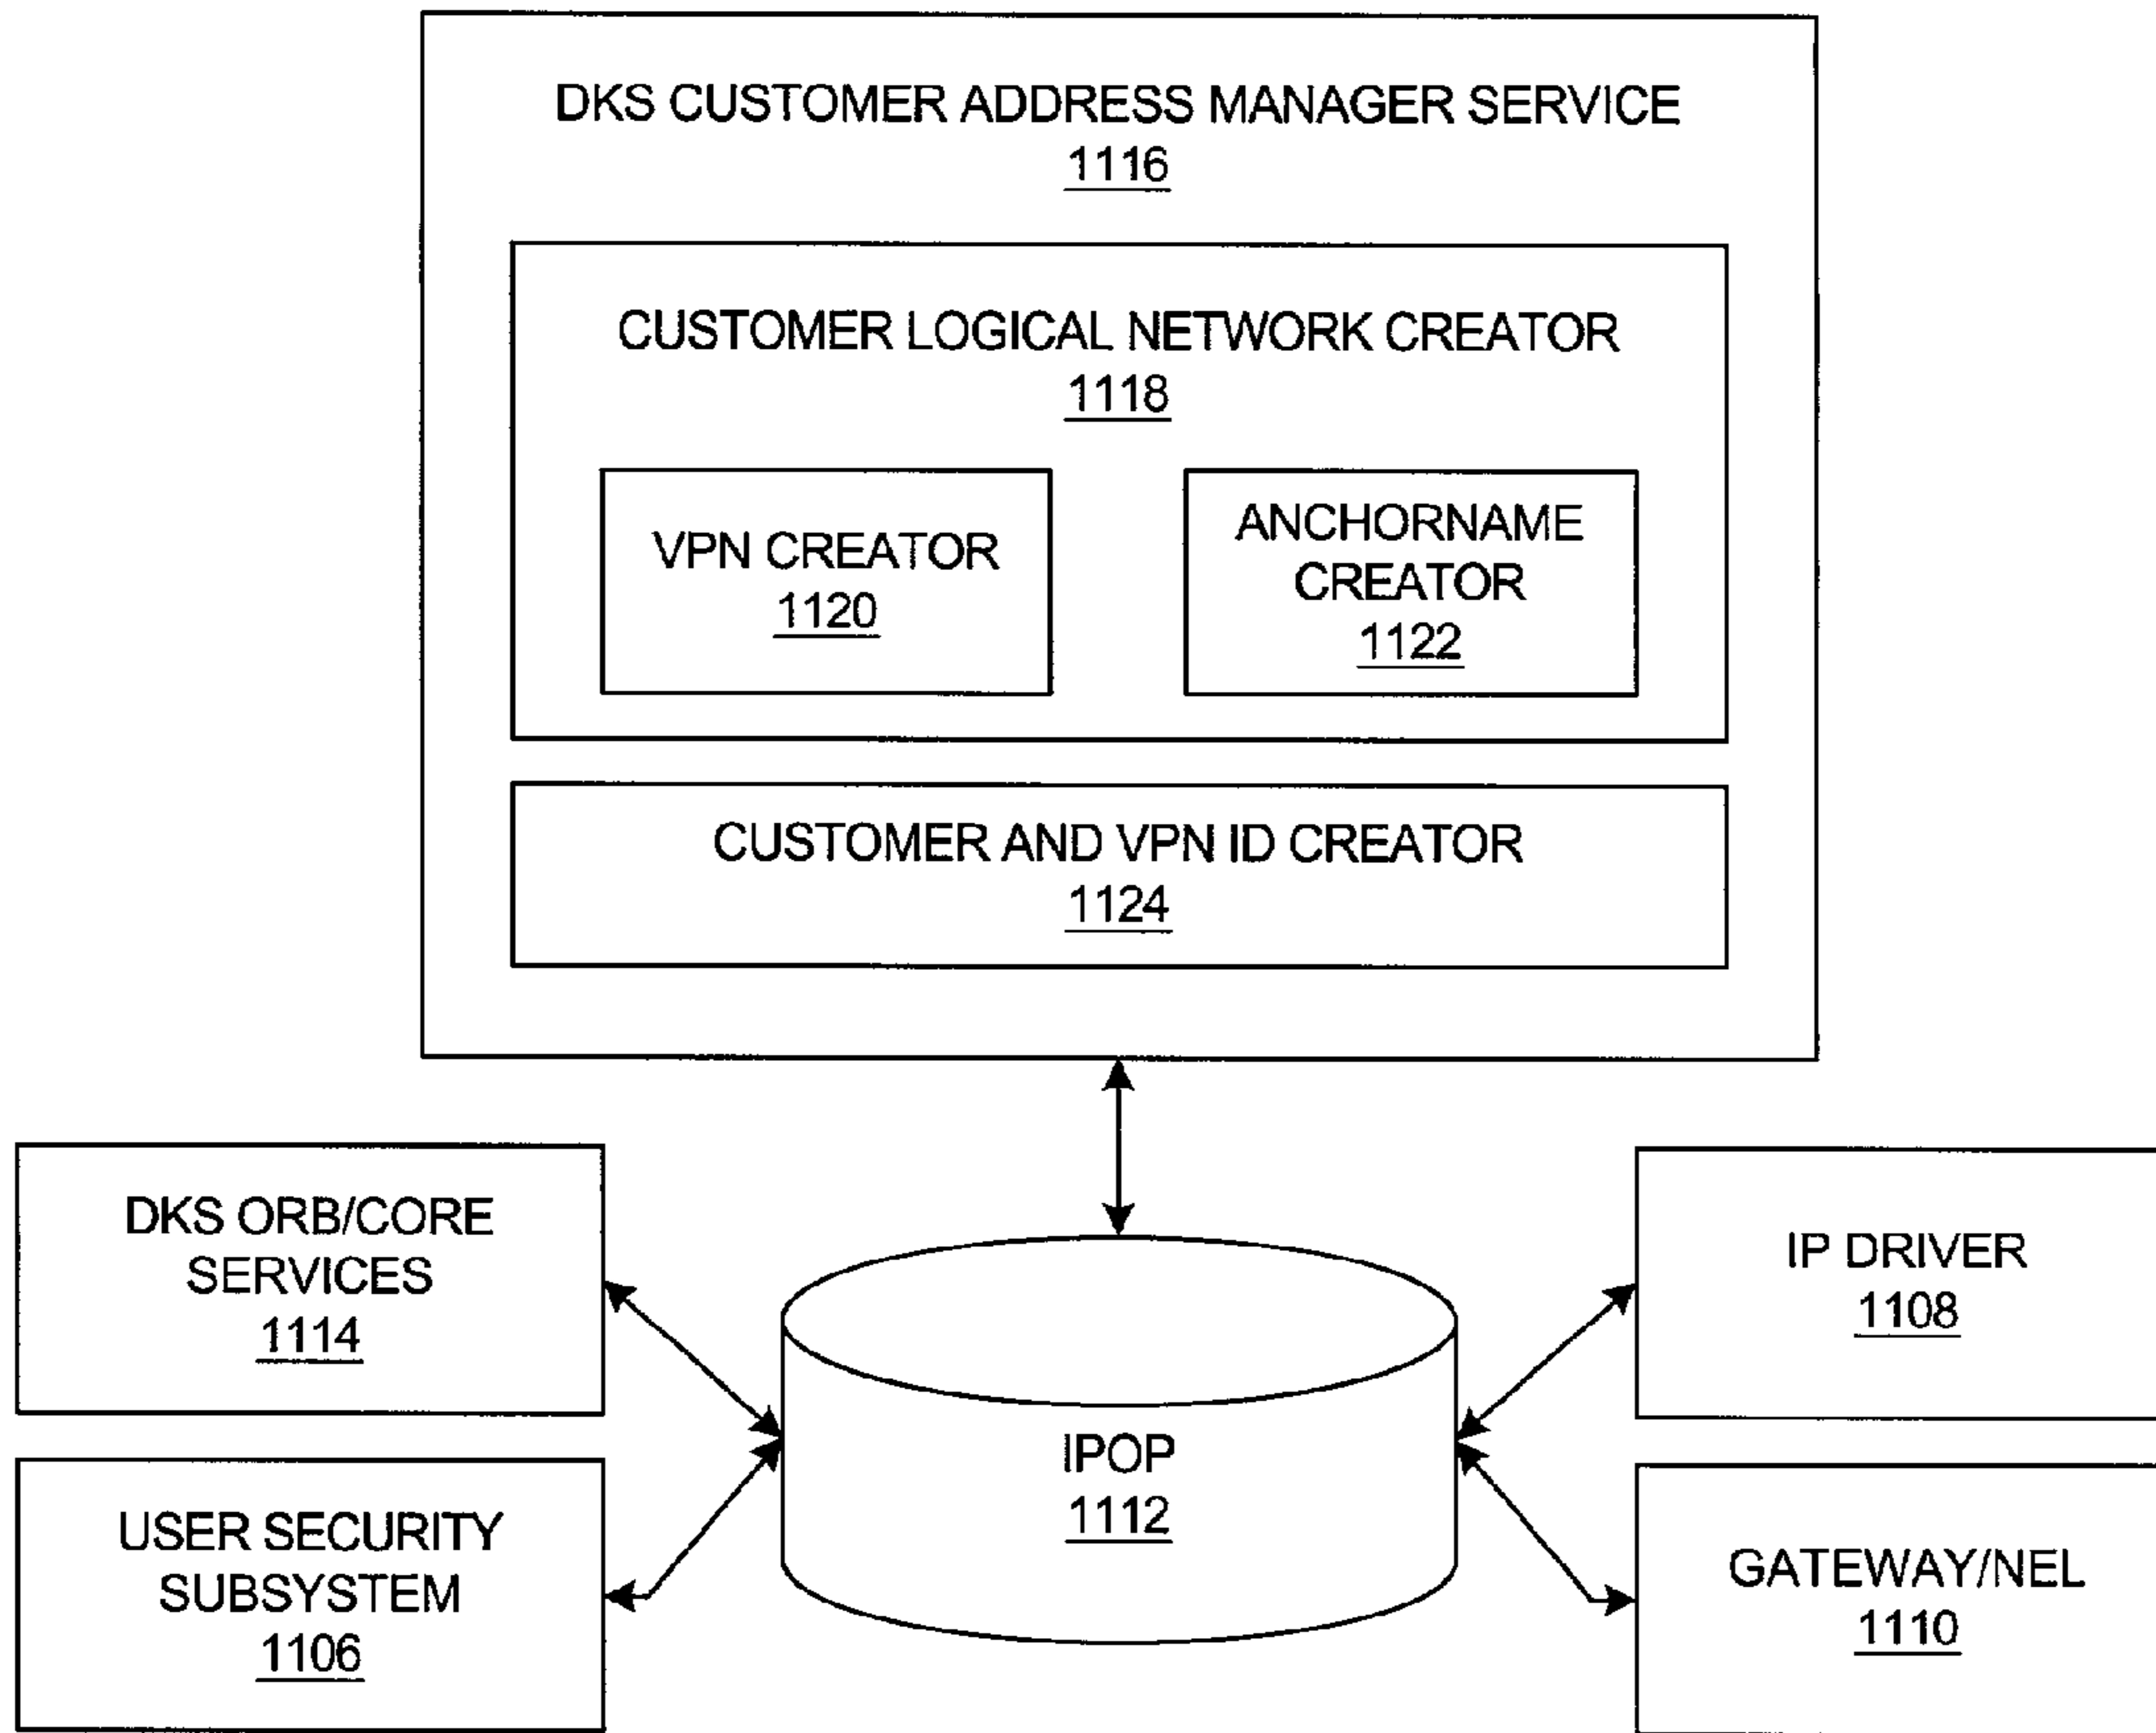 DKS CUSTOMER ADDRESS MANAGER SERVICE
1116
CUSTOMER LOGICAL NETWORK CREATOR
1118
VPN CREATOR
1120
ANCHORNAME
CREATOR
1122
CUSTOMER AND VPN ID CREATOR
1124
DKS ORB/CORE
SERVICES
1114
USER SECURITY
SUBSYSTEM
1106
IPOP
1112
IP DRIVER
1108
GATEWAY/NEL
1110